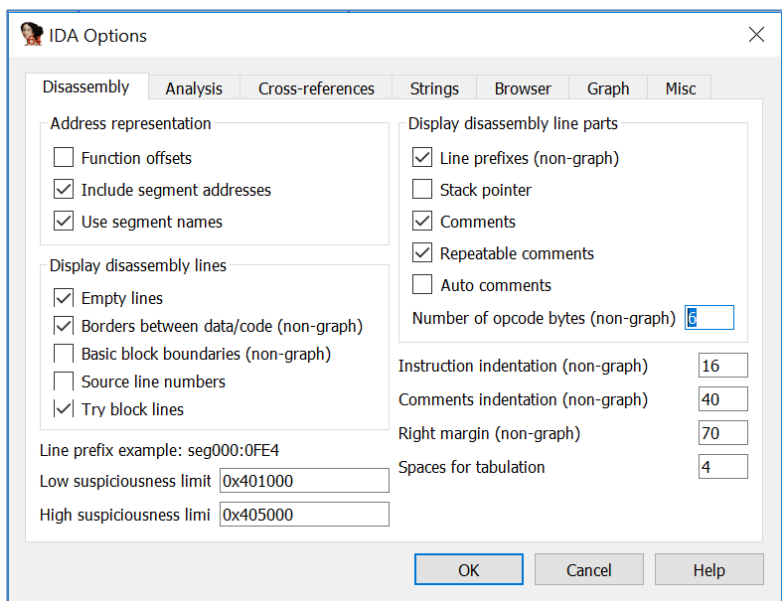 IDA Options
Disassembly Analysis Cross-references Strings Browser Graph Misc
Address representation
Function offsets
Include segment addresses
Use segment names
Display disassembly lines
Empty lines
Borders between data/code (non-graph)
Basic block boundaries (non-graph)
Source line numbers
Try block lines
Line prefix example: seg000:0FE4
Low suspiciousness limit 0x401000
High suspiciousness limi 0x405000
Display disassembly line parts
Line prefixes (non-graph)
Stack pointer
Comments
Repeatable comments
Auto comments
Number of opcode bytes (non-graph) 6
Instruction indentation (non-graph) 16
Comments indentation (non-graph) 40
Right margin (non-graph) 70
Spaces for tabulation 4
OK Cancel Help